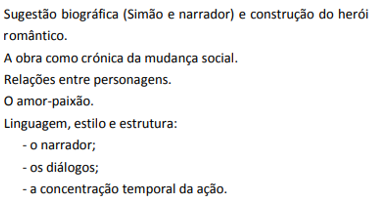 Sugestão biográfica (Simão e narrador) e construção do herói
romântico.
A obra como crónica da mudança social.
Relações entre personagens.
O amor-paixão.
Linguagem, estilo e estrutura:
- o narrador;
- os diálogos;
- a concentração temporal da ação.